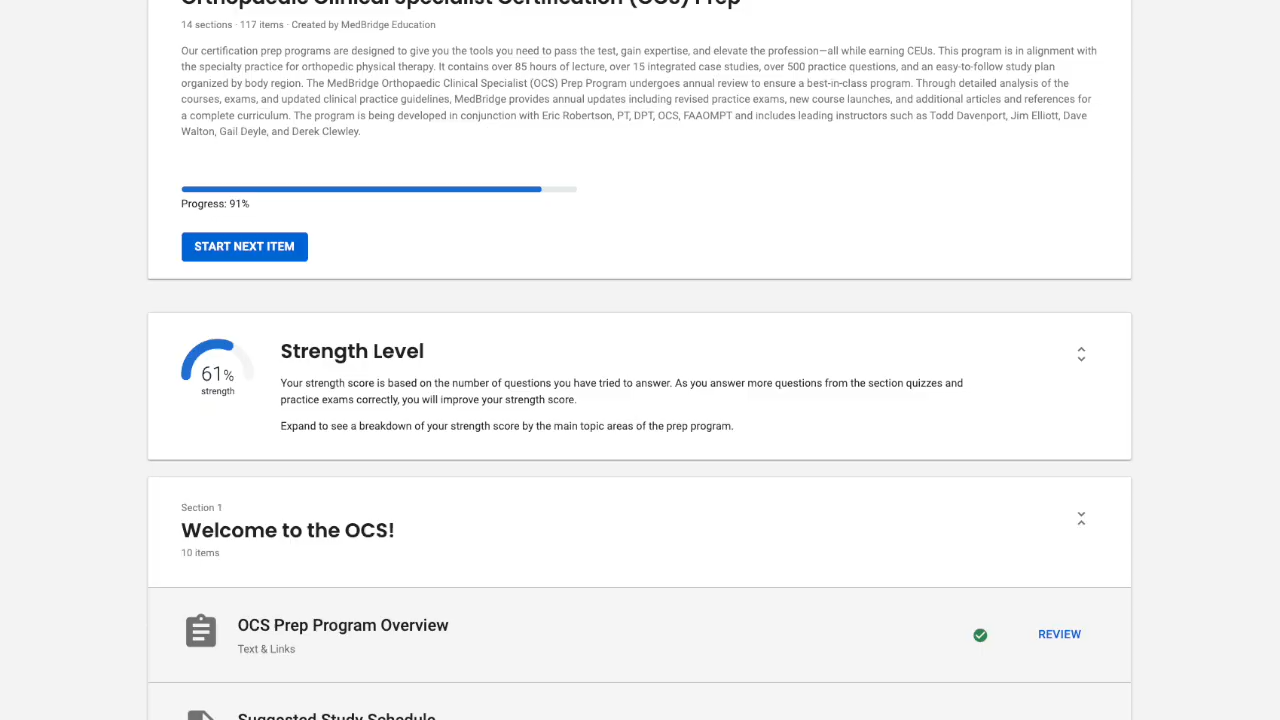 Orthopaedic Clinical Specialist Certification (OCS) Prep
14 sections · 117 items · Created by MedBridge Education
Our certification prep programs are designed to give you the tools you need to pass the test, gain expertise, and elevate the profession—all while earning CEUs. This program is in alignment with
the specialty practice for orthopedic physical therapy. It contains over 85 hours of lecture, over 15 integrated case studies, over 500 practice questions, and an easy-to-follow study plan
organized by body region. The MedBridge Orthopaedic Clinical Specialist (OCS) Prep Program undergoes annual review to ensure a best-in-class program. Through detailed analysis of the
courses, exams, and updated clinical practice guidelines, MedBridge provides annual updates including revised practice exams, new course launches, and additional articles and references for
a complete curriculum. The program is being developed in conjunction with Eric Robertson, PT, DPT, OCS, FAAOMPT and includes leading instructors such as Todd Davenport, Jim Elliott, Dave
Walton, Gail Deyle, and Derek Clewley.
Progress: 91%
START NEXT ITEM
61%
strength
Strength Level
Your strength score is based on the number of questions you have tried to answer. As you answer more questions from the section quizzes and
practice exams correctly, you will improve your strength score.
Expand to see a breakdown of your strength score by the main topic areas of the prep program.
Section 1
Welcome to the OCS!
10 items
OCS Prep Program Overview
Text & Links
REVIEW
Suggested Study Schedule